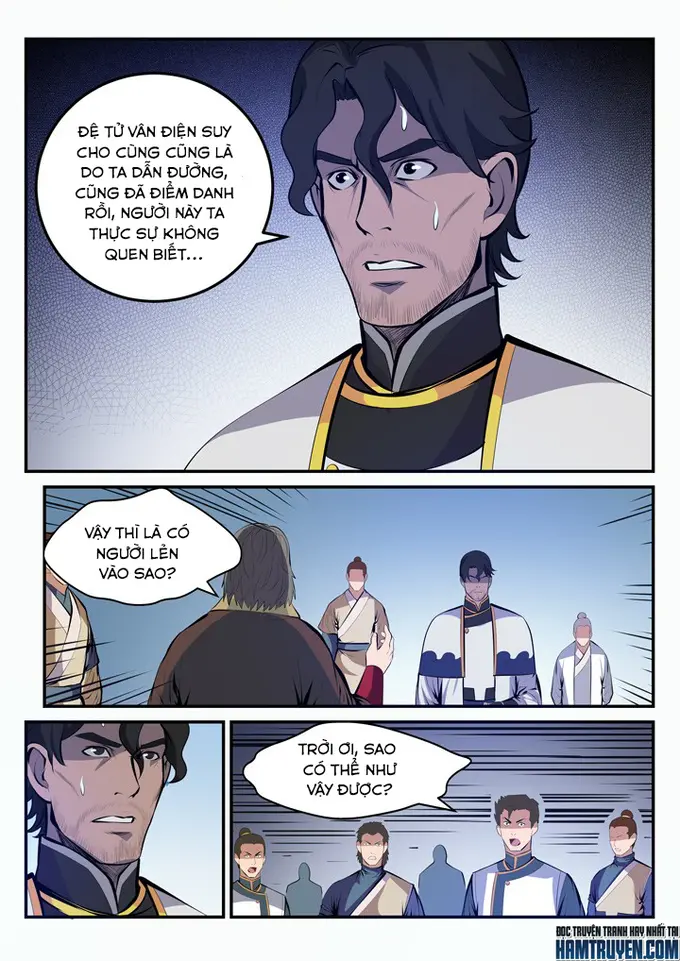 ĐỆ TỬ VÂN ĐIỆN SUY
CHO CÙNG CŨNG LÀ
DO TA DẪN ĐƯỜNG,
CŨNG ĐÃ ĐIỂM DANH
RỒI, NGƯỜI NÀY TA
THỰC SỰ KHÔNG
QUEN BIẾT...
VẬY THÌ LÀ CÓ
NGƯỜI LẺN
VÀO SAO?
TRỜI ƠI, SAO
CÓ THỂ NHƯ
VẬY ĐƯỢC?
ĐỌC TRUYỆN TRANH HAY NHẤT TẠI
HAMTRUYEN.COM